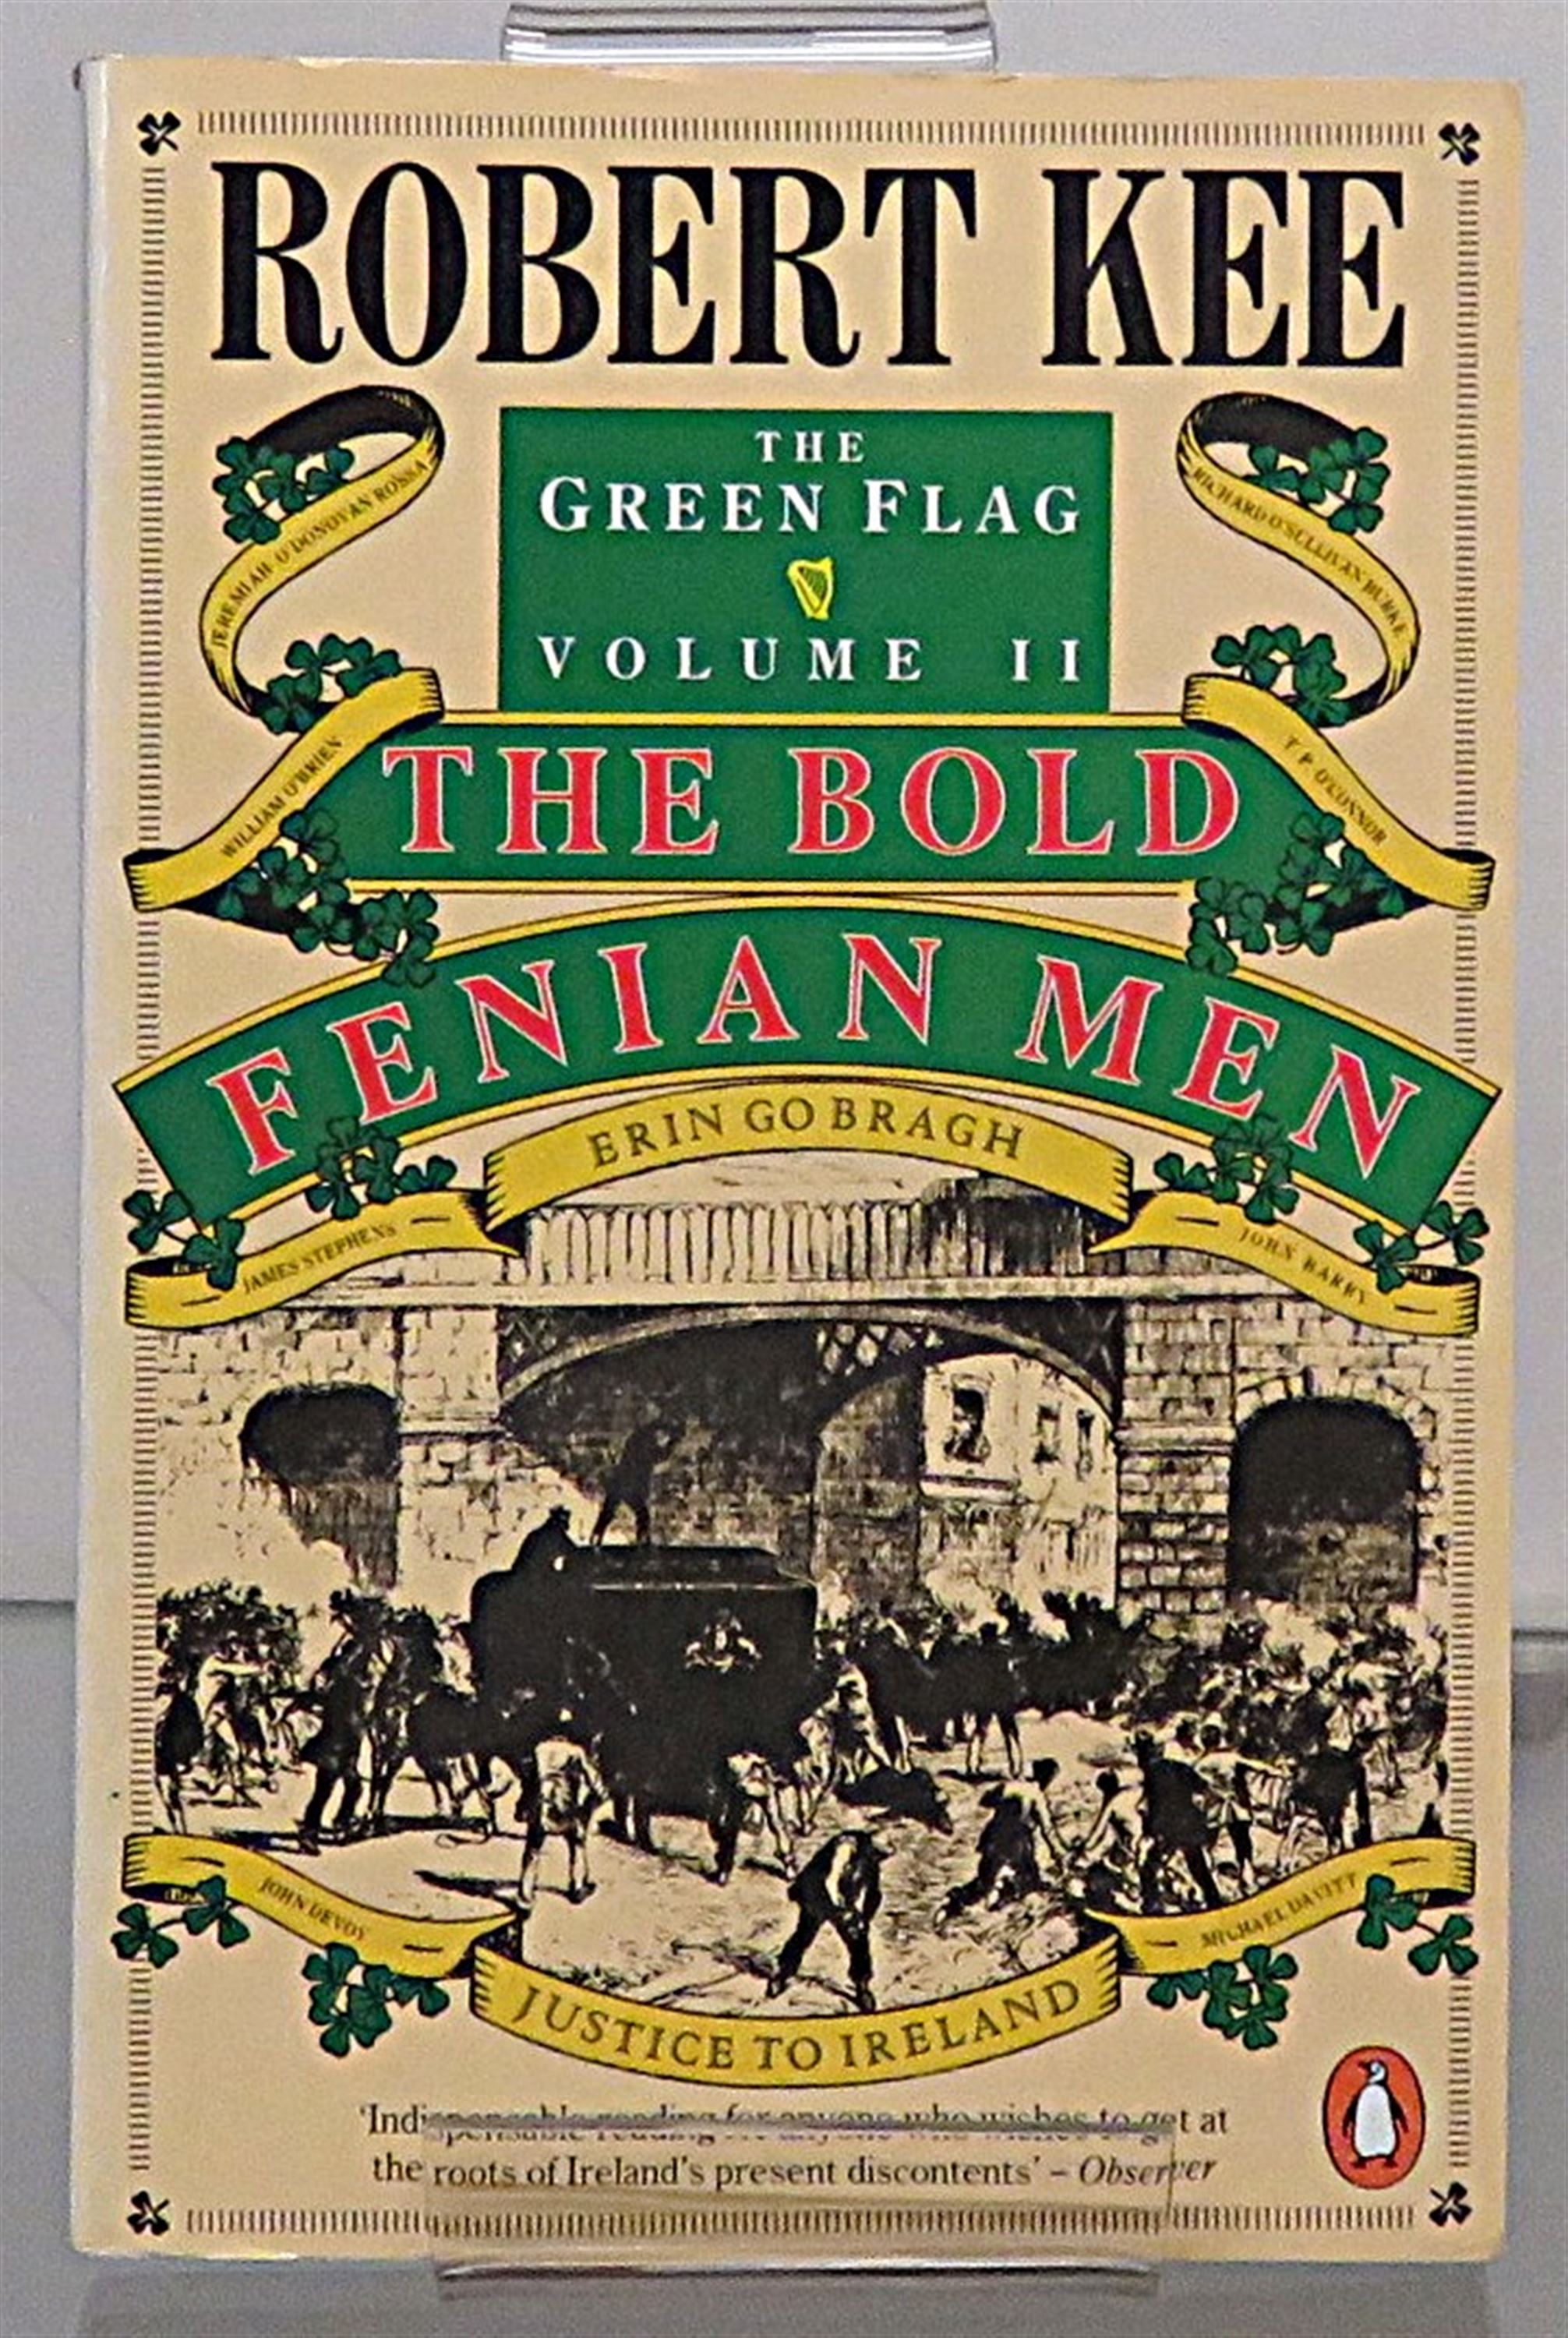 ROBERT KEE
THE
GREEN FLAG
VOLUME II
JEREMIAH O'DONOVAN ROSSA
RICHARD O'SULLIVAN BURKE
WILLIAM O'BRIEN
T P O'CONNOR
THE BOLD
FENIAN MEN
ERIN GO BRAGH
JAMES STEPHENS
JOHN BARRY
JOHN DEVOY
MICHAEL DAVITT
JUSTICE TO IRELAND
'Indispensable reading for anyone who wishes to get at
the roots of Ireland's present discontents' – Observer